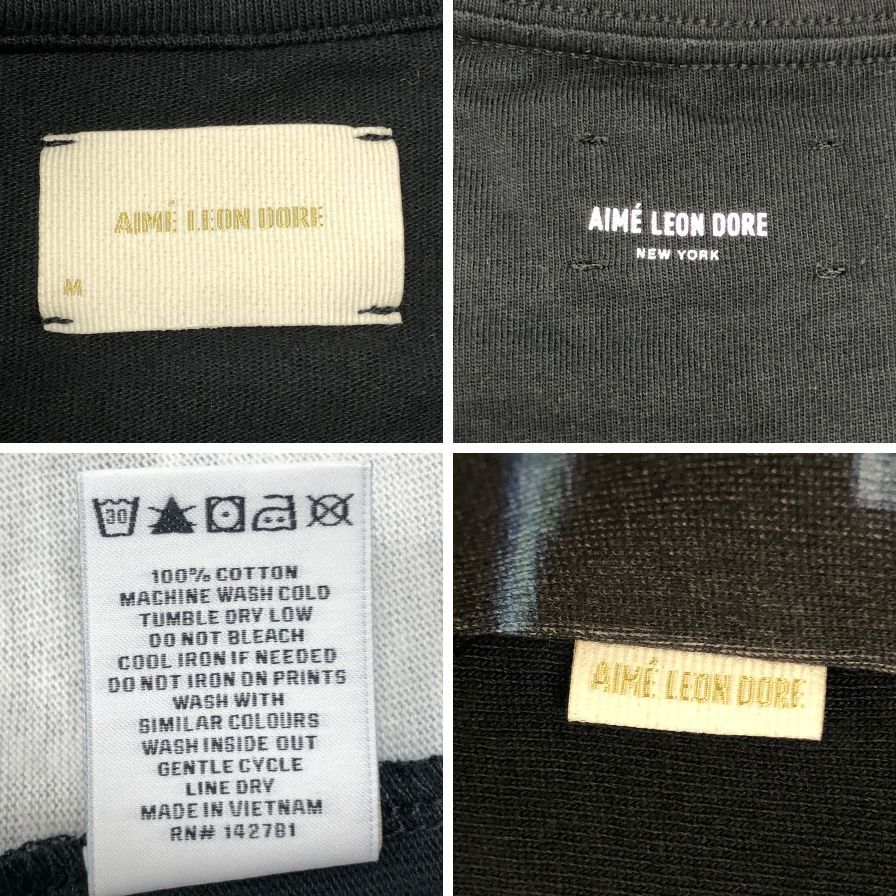 AIMÉ LEON DORE
M
AIMÉ LEON DORE
NEW YORK
30
100% COTTON
MACHINE WASH COLD
TUMBLE DRY LOW
DO NOT BLEACH
COOL IRON IF NEEDED
DO NOT IRON ON PRINTS
WASH WITH
SIMILAR COLOURS
WASH INSIDE OUT
GENTLE CYCLE
LINE DRY
MADE IN VIETNAM
RN# 142781
AIMÉ LEON DORE